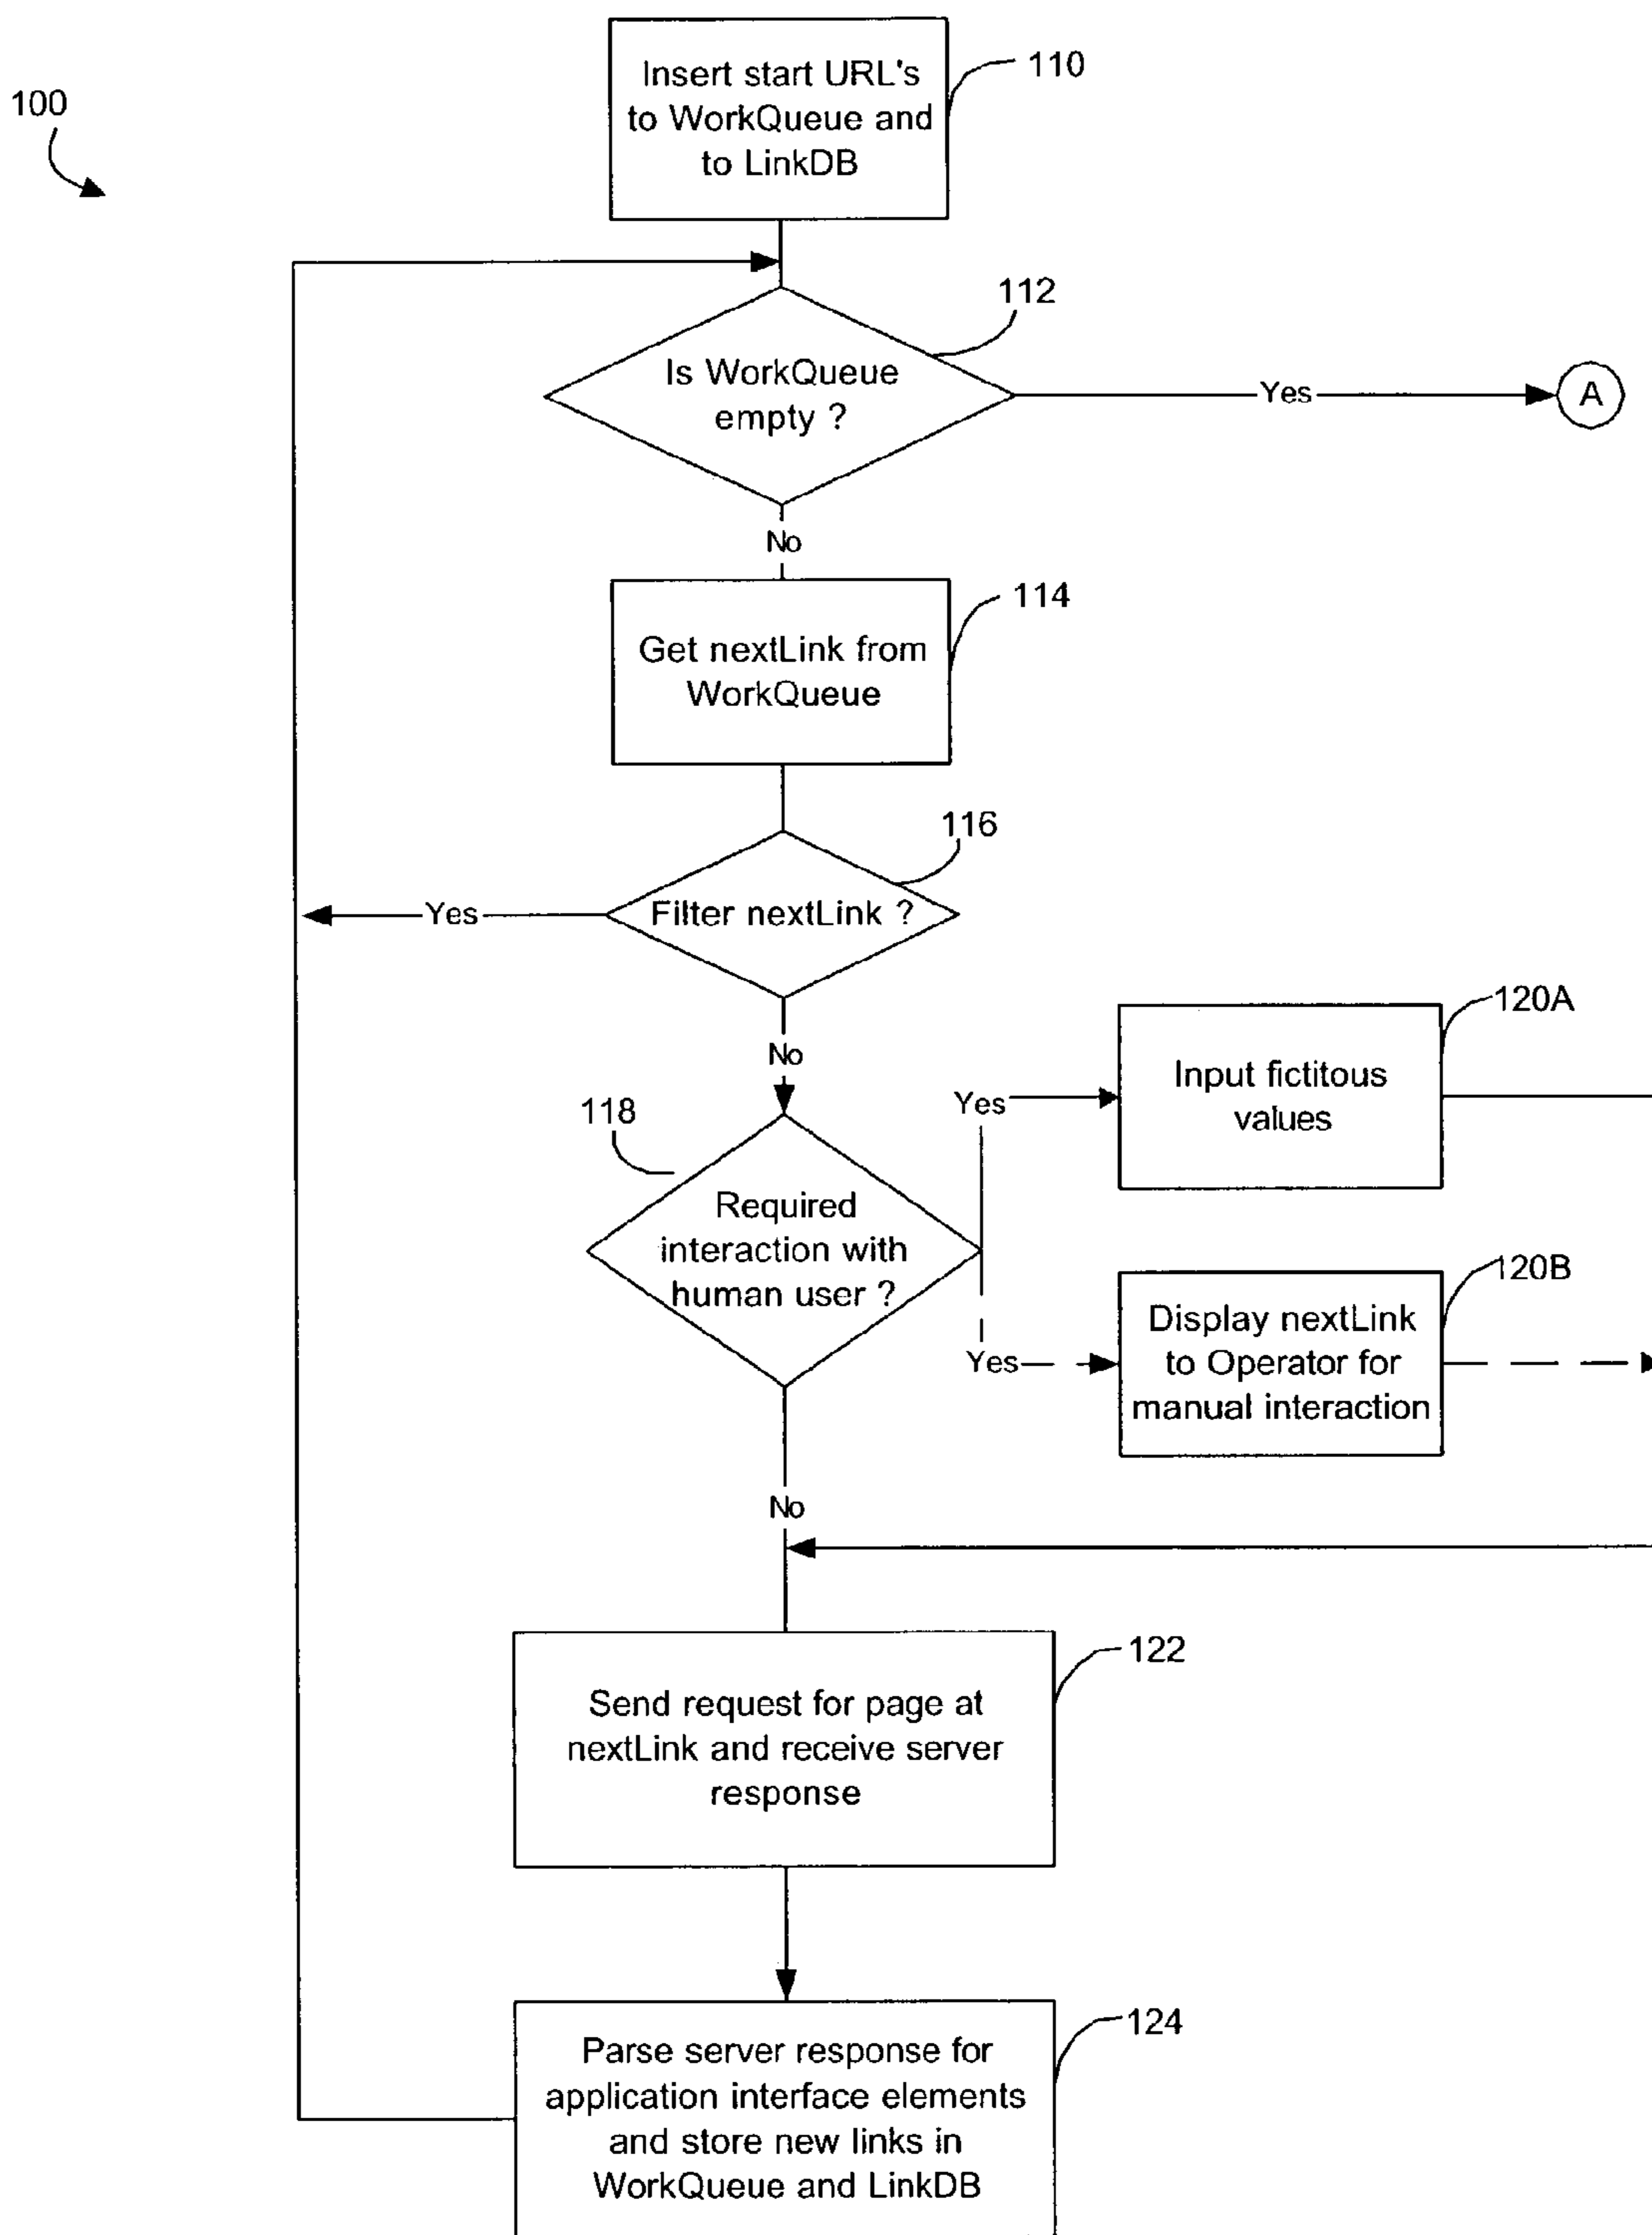 100
Insert start URL's
to WorkQueue and
to LinkDB
110
112
Is WorkQueue
empty ?
Yes
A
No
114
Get nextLink from
WorkQueue
116
Filter nextLink ?
Yes
No
118
Required
interaction with
human user ?
Yes
120A
Input fictitous
values
Yes
120B
Display nextLink
to Operator for
manual interaction
No
122
Send request for page at
nextLink and receive server
response
124
Parse server response for
application interface elements
and store new links in
WorkQueue and LinkDB